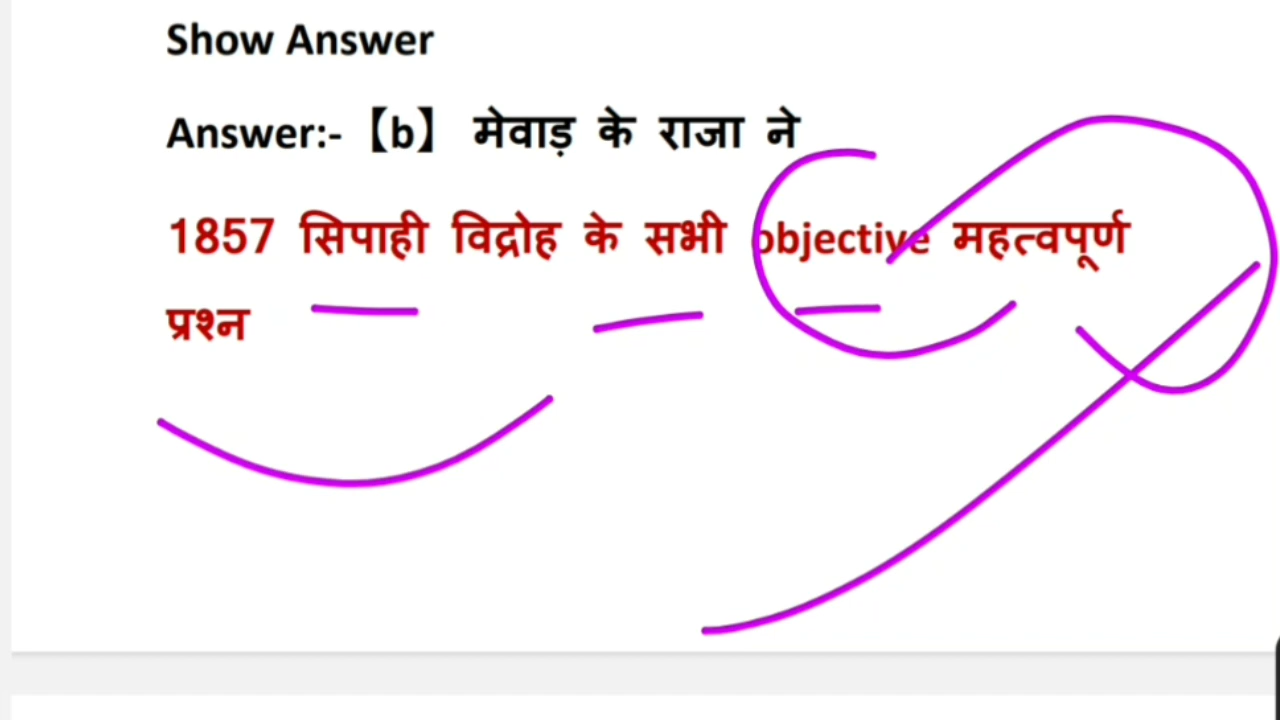 Show Answer
Answer:- 【b】 मेवाड़ के राजा ने
1857 सिपाही विद्रोह के सभी objective महत्वपूर्ण
प्रश्न